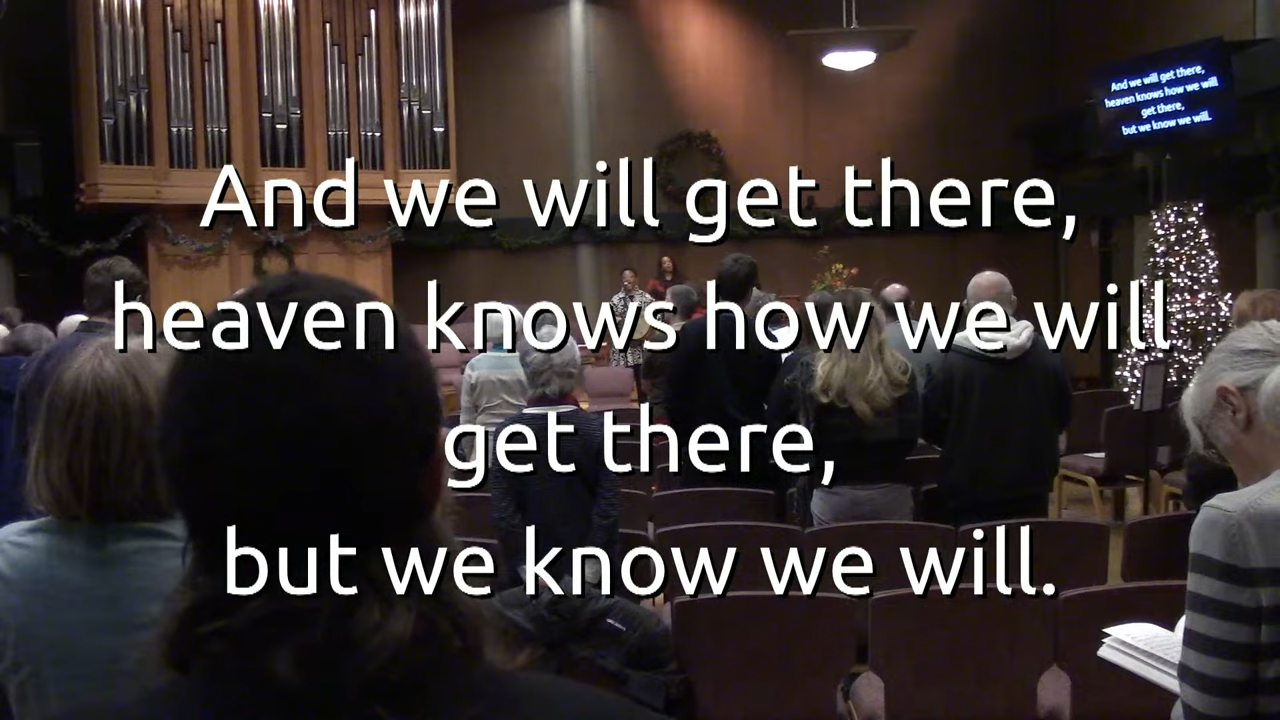 And we will get there,
heaven knows how we will
get there,
but we know we will.
And we will get there,
heaven knows how we will
get there,
but we know we will.